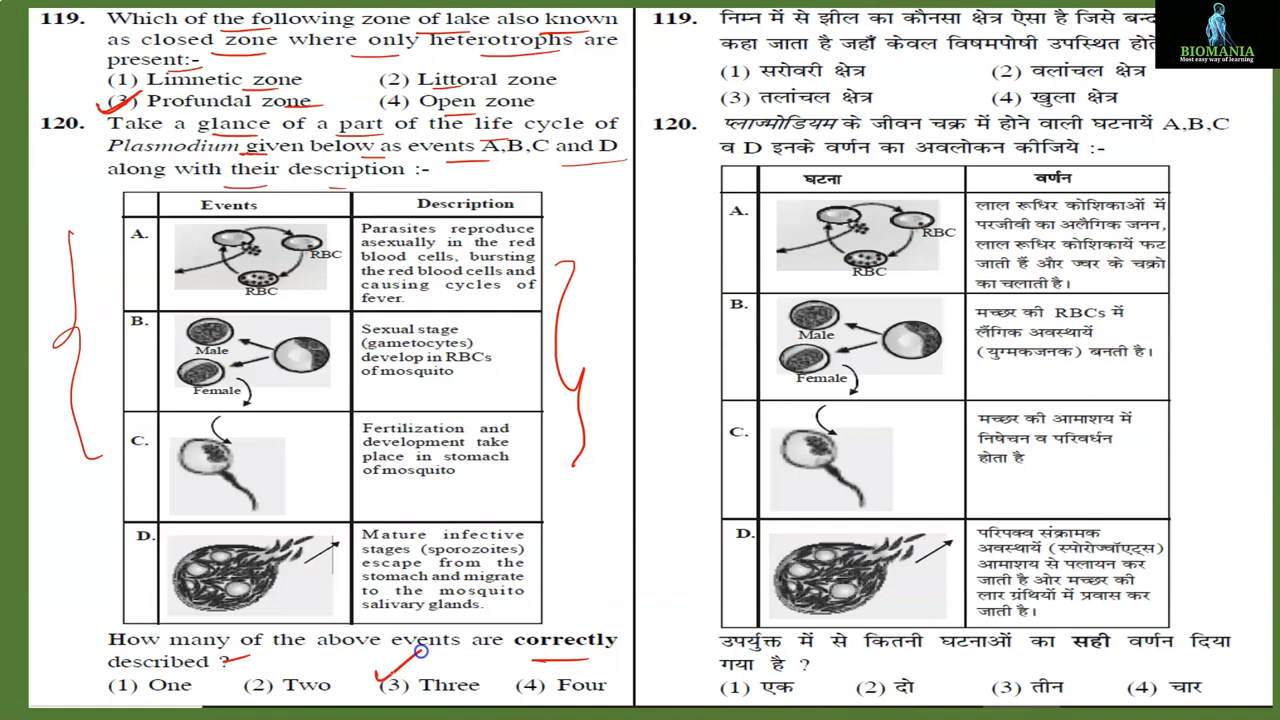 119. Which of the following zone of lake also known
as closed zone where only heterotrophs are
present:-
(1) Limnetic zone (2) Littoral zone
(3) Profundal zone (4) Open zone
120. Take a glance of a part of the life cycle of
Plasmodium given below as events A,B,C and D
along with their description :-
Events Description
A. RBC RBC
Parasites reproduce
asexually in the red
blood cells, bursting
the red blood cells and
causing cycles of
fever.
B. Male Female
Sexual stage
(gametocytes)
develop in RBCs
of mosquito
C.
Fertilization and
development take
place in stomach
of mosquito
D.
Mature infective
stages (sporozoites)
escape from the
stomach and migrate
to the mosquito
salivary glands.
How many of the above events are correctly
described ?
(1) One (2) Two (3) Three (4) Four
119. निम्न में से झील का कौनसा क्षेत्र ऐसा है जिसे बन्द
कहा जाता है जहाँ केवल विषमपोषी उपस्थित होते
(1) सरोवरी क्षेत्र (2) वलांचल क्षेत्र
(3) तलांचल क्षेत्र (4) खुला क्षेत्र
120. प्लाज्मोडियम के जीवन चक्र में होने वाली घटनायें A,B,C
व D इनके वर्णन का अवलोकन कीजिये :-
घटना वर्णन
A. RBC RBC
लाल रूधिर कोशिकाओं में
परजीवी का अलैगिक जनन,
लाल रूधिर कोशिकायें फट
जाती हैं और ज्वर के चक्रो
का चलाती है।
B. Male Female
मच्छर की RBCs में
लैंगिक अवस्थायें
(युग्मकजनक) बनती है।
C.
मच्छर की आमाशय में
निषेचन व परिवर्धन
होता है
D.
परिपक्व संक्रामक
अवस्थायें (स्पोरोज्वॉएट्स)
आमाशय से पलायन कर
जाती है ओर मच्छर की
लार ग्रंथियों में प्रवास कर
जाती है।
उपर्युक्त में से कितनी घटनाओं का सही वर्णन दिया
गया है ?
(1) एक (2) दो (3) तीन (4) चार
BIOMANIA
Most easy way of learning